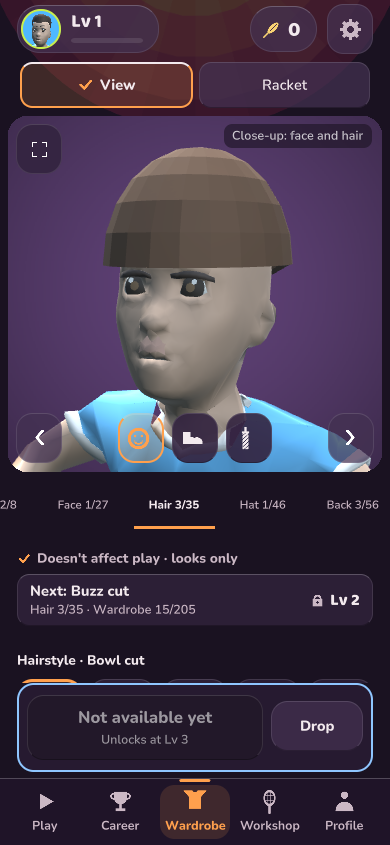 Lv 1
0
View
Racket
Close-up: face and hair
2/8
Face 1/27
Hair 3/35
Hat 1/46
Back 3/56
Doesn't affect play · looks only
Next: Buzz cut
Hair 3/35 · Wardrobe 15/205
Lv 2
Hairstyle · Bowl cut
Not available yet
Unlocks at Lv 3
Drop
Play
Career
Wardrobe
Workshop
Profile